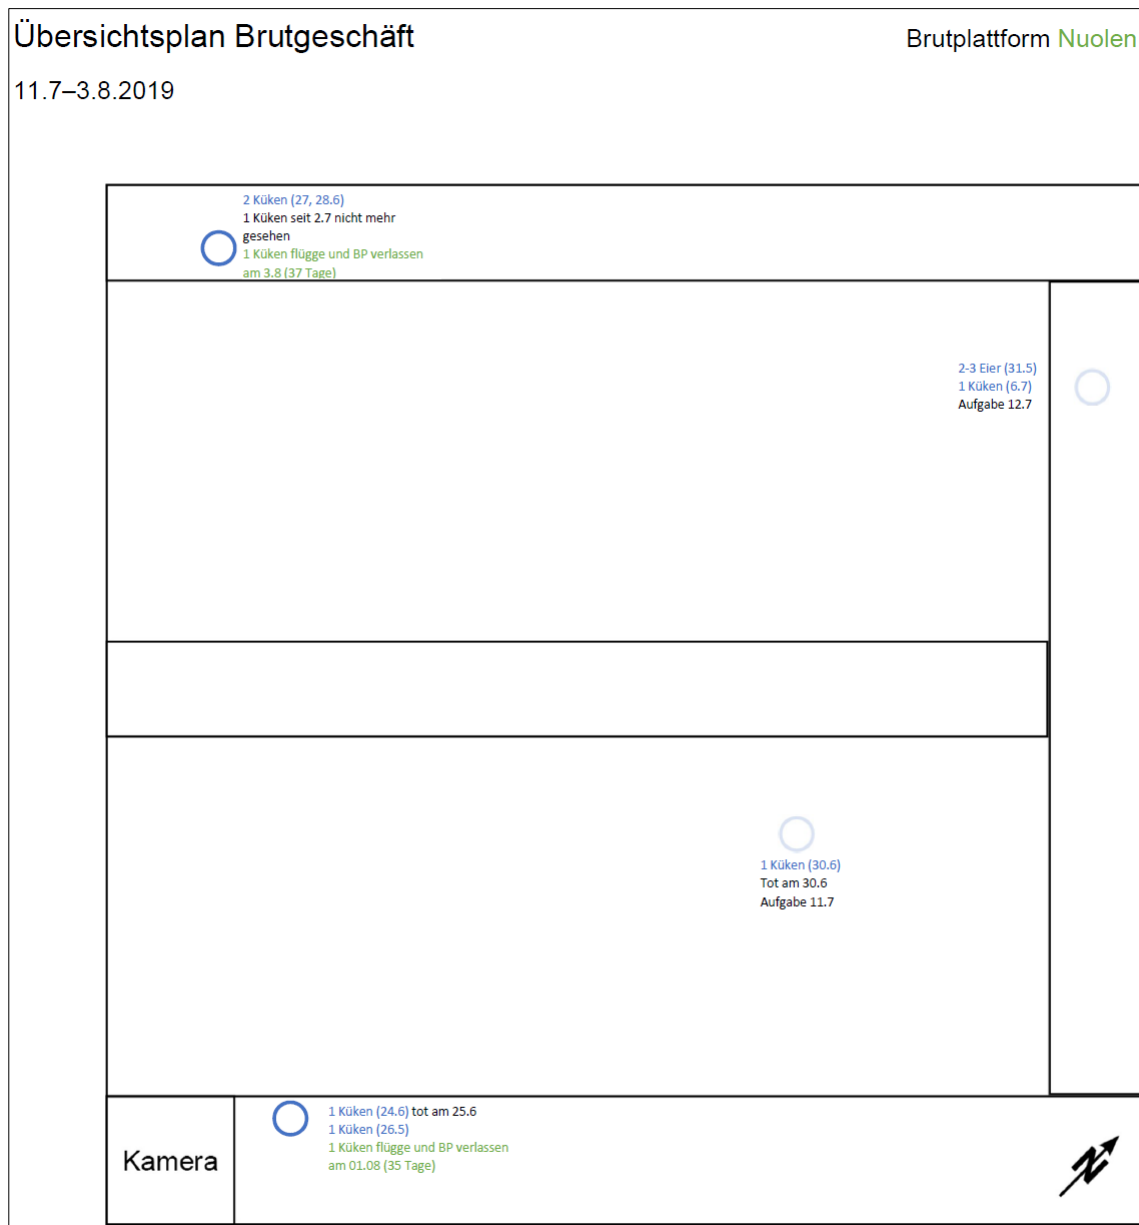 Übersichtsplan Brutgeschäft
Brutplattform Nuolen
11.7–3.8.2019
2 Küken (27, 28.6)
1 Küken seit 2.7 nicht mehr
gesehen
1 Küken flügge und BP verlassen
am 3.8 (37 Tage)
2-3 Eier (31.5)
1 Küken (6.7)
Aufgabe 12.7
1 Küken (30.6)
Tot am 30.6
Aufgabe 11.7
1 Küken (24.6) tot am 25.6
1 Küken (26.5)
1 Küken flügge und BP verlassen
am 01.08 (35 Tage)
Kamera
N